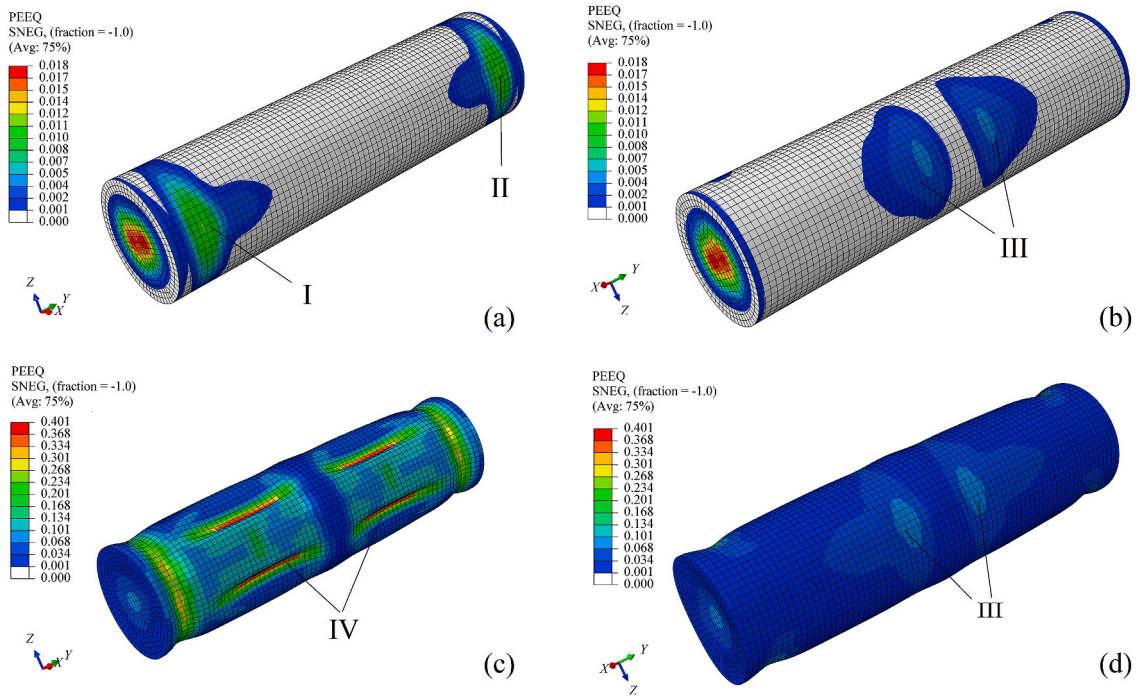 PEEQ
SNEG, (fraction = -1.0)
(Avg: 75%)
0.018
0.017
0.015
0.014
0.012
0.011
0.010
0.008
0.007
0.005
0.004
0.002
0.001
0.000
I
II
Z
Y
X
(a)
PEEQ
SNEG, (fraction = -1.0)
(Avg: 75%)
0.018
0.017
0.015
0.014
0.012
0.011
0.010
0.008
0.007
0.005
0.004
0.002
0.001
0.000
III
X
Y
Z
(b)
PEEQ
SNEG, (fraction = -1.0)
(Avg: 75%)
0.401
0.368
0.334
0.301
0.268
0.234
0.201
0.168
0.134
0.101
0.068
0.034
0.001
0.000
IV
Z
X
Y
(c)
PEEQ
SNEG, (fraction = -1.0)
(Avg: 75%)
0.401
0.368
0.334
0.301
0.268
0.234
0.201
0.168
0.134
0.101
0.068
0.034
0.001
0.000
III
X
Y
Z
(d)